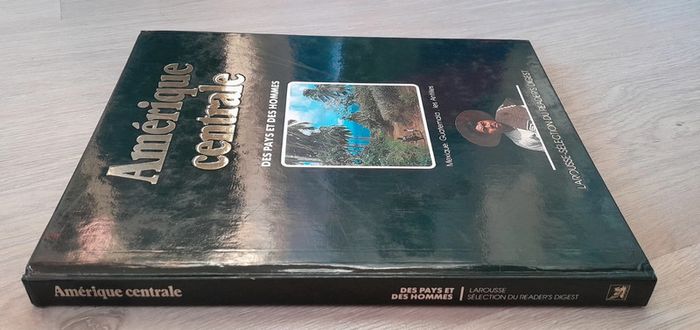 Amérique
centrale
DES PAYS ET DES HOMMES
Mexique Guatemala les Antilles
LAROUSSE-SÉLECTION DU READER'S DIGEST
Amérique centrale
DES PAYS ET
DES HOMMES
LAROUSSE
SÉLECTION DU READER'S DIGEST